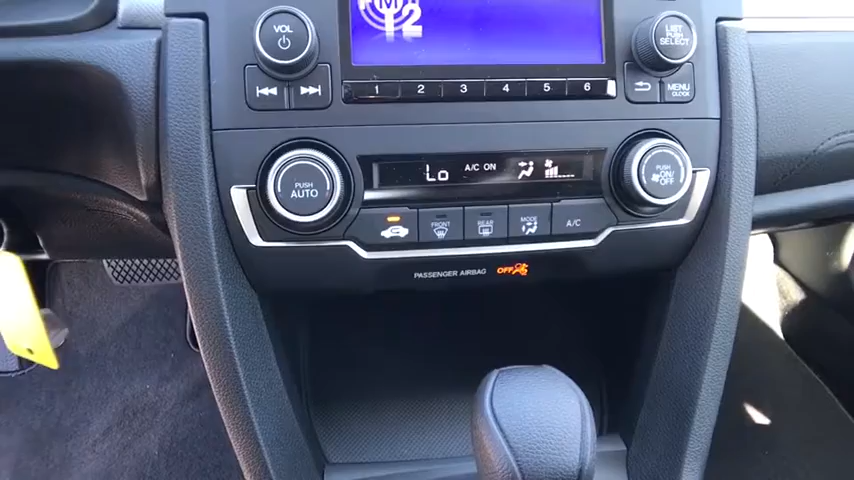 FM
2
VOL
LIST
PUSH
SELECT
1 2 3 4 5 6
MENU
CLOCK
Lo A/C ON
PUSH
AUTO
PUSH
ON/
OFF
FRONT REAR MODE A/C
PASSENGER AIRBAG OFF